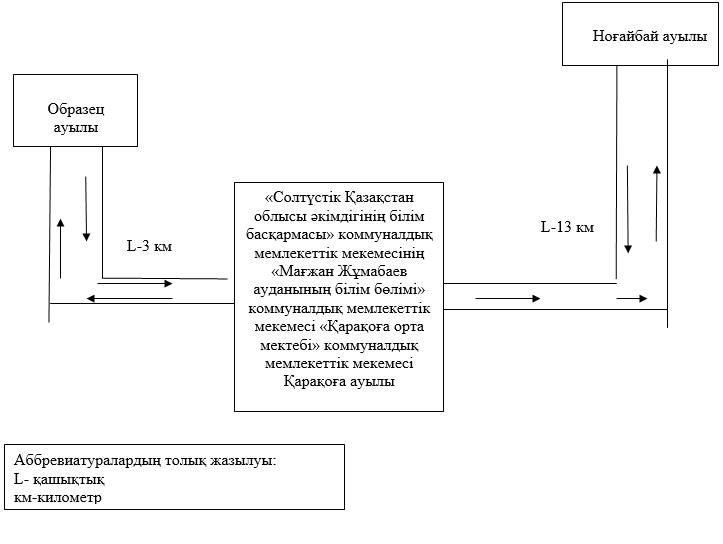 Ноғайбай ауылы
Образец
ауылы
«Солтүстік Қазақстан
облысы әкімдігінің білім
басқармасы» коммуналдық
мемлекеттік мекемесінің
«Мағжан Жұмабаев
ауданының білім бөлімі»
коммуналдық мемлекеттік
мекемесі «Қарақоға орта
мектебі» коммуналдық
мемлекеттік мекемесі
Қарақоға ауылы
L-3 км
L-13 км
Аббревиатуралардың толық жазылуы:
L- қашықтық
км-километр